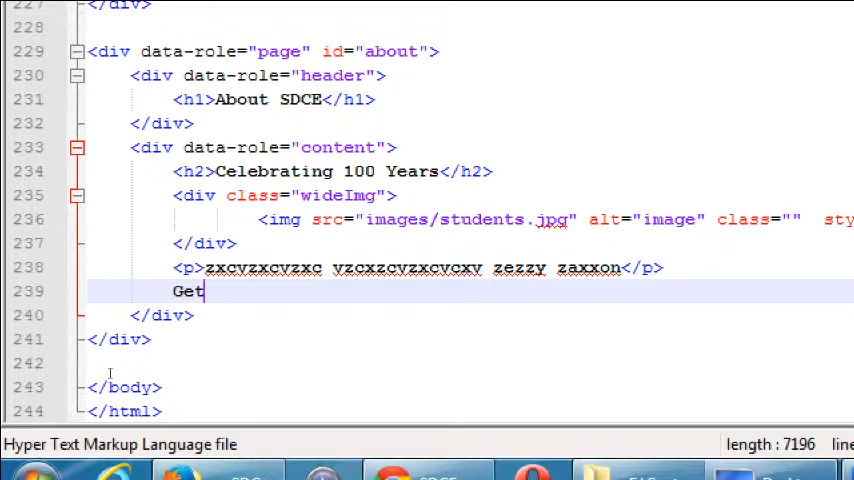 227 </div>
228
229 <div data-role="page" id="about">
230 <div data-role="header">
231 <h1>About SDCE</h1>
232 </div>
233 <div data-role="content">
234 <h2>Celebrating 100 Years</h2>
235 <div class="wideImg">
236 <img src="images/students.jpg" alt="image" class="" sty
237 </div>
238 <p>zxcvzxcvzxc vzcxzcvzxcvcxv zezzy zaxxon</p>
239 Get
240 </div>
241 </div>
242
243 </body>
244 </html>
Hyper Text Markup Language file length : 7196 line